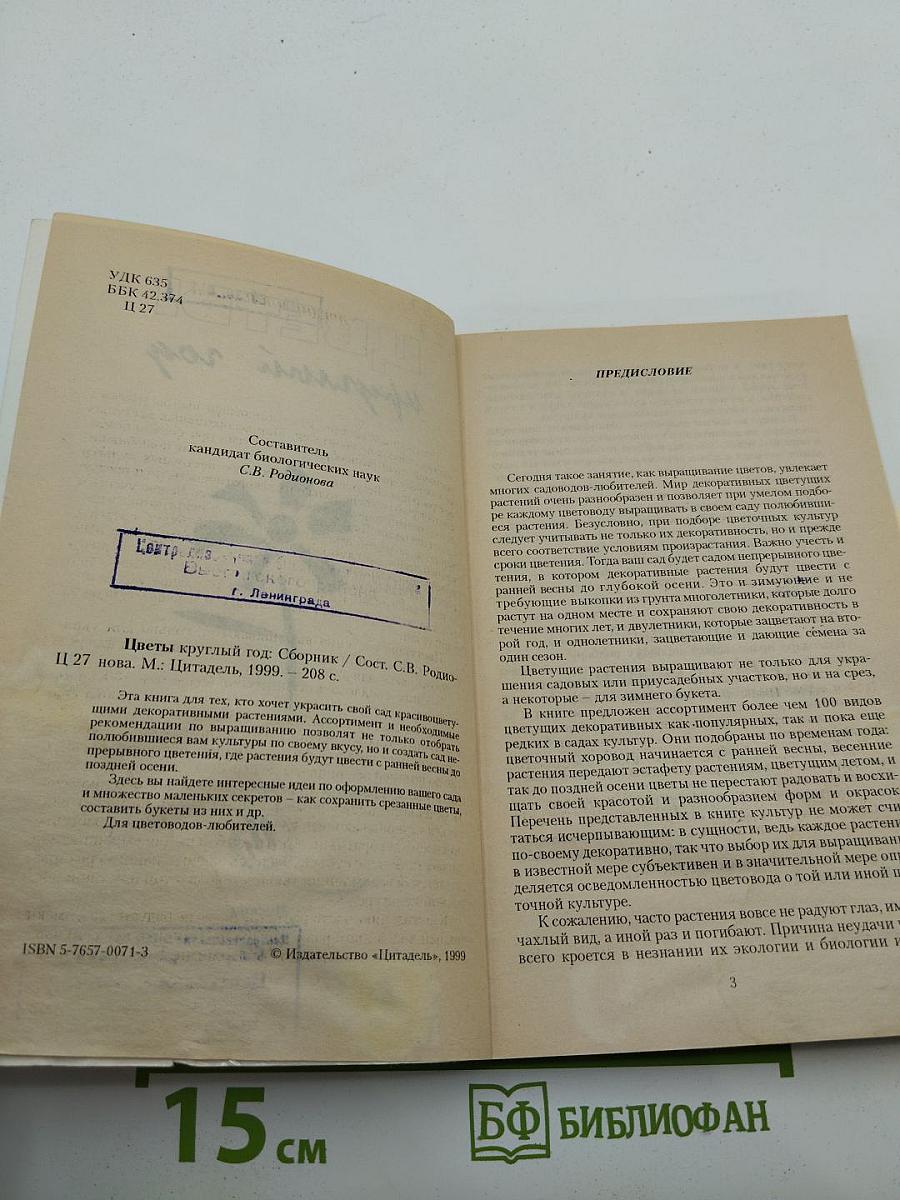 УДК 635
ББК 42.374
Ц 27
Составитель
кандидат биологических наук
С.В. Родионова
г. Ленинграда
Цветы круглый год: Сборник / Сост. С.В. Родио-
Ц 27 нова. М.: Цитадель, 1999. – 208 с.
Эта книга для тех, кто хочет украсить свой сад красивоцвету-
щими декоративными растениями. Ассортимент и необходимые
рекомендации по выращиванию позволят не только отобрать
полюбившиеся вам культуры по своему вкусу, но и создать сад не-
прерывного цветения, где растения будут цвести с ранней весны до
поздней осени.
Здесь вы найдете интересные идеи по оформлению вашего сада
и множество маленьких секретов – как сохранить срезанные цветы,
составить букеты из них и др.
Для цветоводов-любителей.
ISBN 5-7657-0071-3
© Издательство «Цитадель», 1999
ПРЕДИСЛОВИЕ
Сегодня такое занятие, как выращивание цветов, увлекает
многих садоводов-любителей. Мир декоративных цветущих
растений очень разнообразен и позволяет при умелом подбо-
ре каждому цветоводу выращивать в своем саду полюбивши-
еся растения. Безусловно, при подборе цветочных культур
следует учитывать не только их декоративность, но и прежде
всего соответствие условиям произрастания. Важно учесть и
сроки цветения. Тогда ваш сад будет садом непрерывного цве-
тения, в котором декоративные растения будут цвести с
ранней весны до глубокой осени. Это и зимующие и не
требующие выкопки из грунта многолетники, которые долго
растут на одном месте и сохраняют свою декоративность в
течение многих лет, и двулетники, которые зацветают на вто-
рой год, и однолетники, зацветающие и дающие семена за
один сезон.
Цветущие растения выращивают не только для укра-
шения садовых или приусадебных участков, но и на срез,
а некоторые – для зимнего букета.
В книге предложен ассортимент более чем 100 видов
цветущих декоративных как популярных, так и пока еще
редких в садах культур. Они подобраны по временам года:
цветочный хоровод начинается с ранней весны, весенние
растения передают эстафету растениям, цветущим летом, и
так до поздней осени цветы не перестают радовать и восхи-
щать своей красотой и разнообразием форм и окрасок
Перечень представленных в книге культур не может счи
таться исчерпывающим: в сущности, ведь каждое растени
по-своему декоративно, так что выбор их для выращивани
в известной мере субъективен и в значительной мере опр
деляется осведомленностью цветовода о той или иной
точной культуре.
К сожалению, часто растения вовсе не радуют глаз, им
чахлый вид, а иной раз и погибают. Причина неудачи
всего кроется в незнании их экологии и биологии и
3
15 см
БФ БИБЛИОФАН